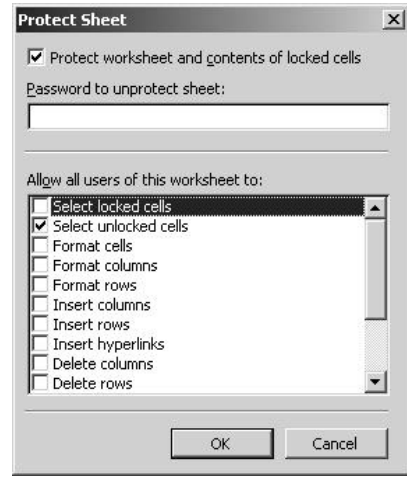 Protect Sheet
Protect worksheet and contents of locked cells
Password to unprotect sheet:
Allow all users of this worksheet to:
Select locked cells
Select unlocked cells
Format cells
Format columns
Format rows
Insert columns
Insert rows
Insert hyperlinks
Delete columns
Delete rows
OK Cancel